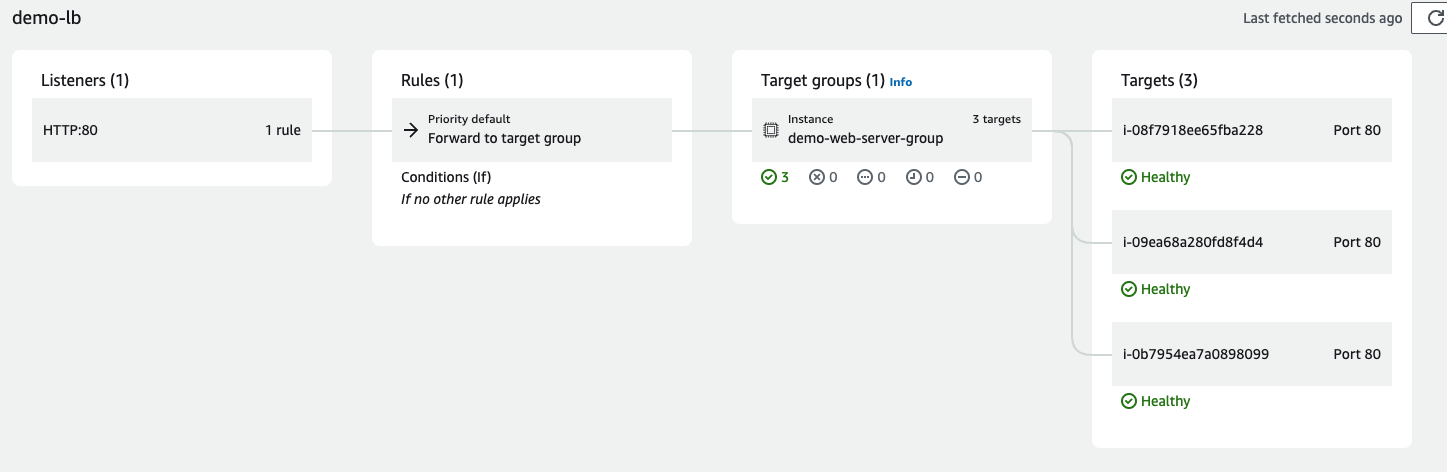 demo-lb
Last fetched seconds ago
Listeners (1)
HTTP:80 1 rule
Rules (1)
Priority default
Forward to target group
Conditions (If)
If no other rule applies
Target groups (1) Info
Instance 3 targets
demo-web-server-group
3 0 0 0 0
Targets (3)
i-08f7918ee65fba228 Port 80
Healthy
i-09ea68a280fd8f4d4 Port 80
Healthy
i-0b7954ea7a0898099 Port 80
Healthy